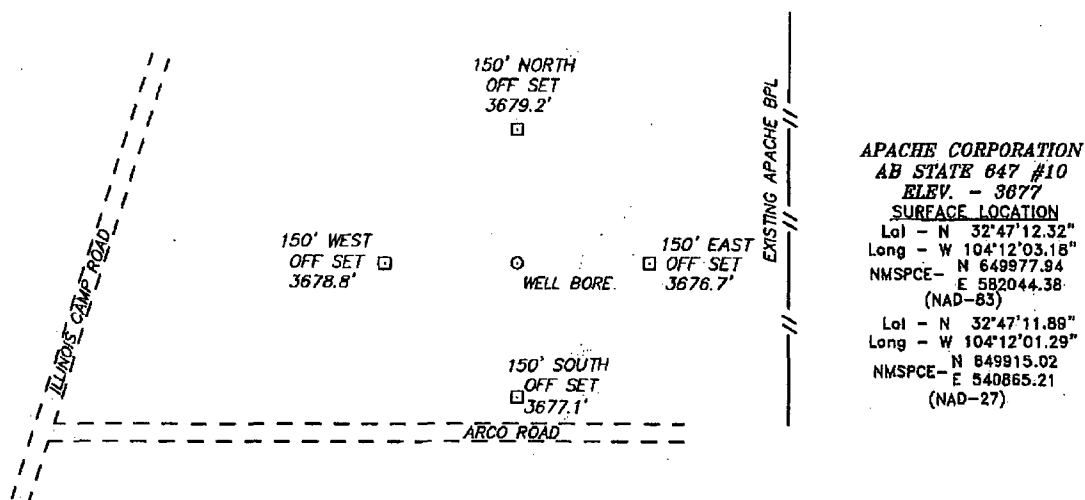 150' NORTH
OFF SET
3679.2'
EXISTING APACHE BPL
ILLINOIS CAMP ROAD
150' WEST
OFF SET
3678.8'
WELL BORE.
150' EAST
OFF SET
3676.7'
150' SOUTH
OFF SET
3677.1'
ARCO ROAD
APACHE CORPORATION
AB STATE 647 #10
ELEV. - 3677
SURFACE LOCATION
Lat - N 32°47'12.32"
Long - W 104°12'03.18"
NMSPCE- N 649977.94
E 582044.38
(NAD-83)
Lat - N 32°47'11.89"
Long - W 104°12'01.29"
NMSPCE- N 649915.02
E 540865.21
(NAD-27)